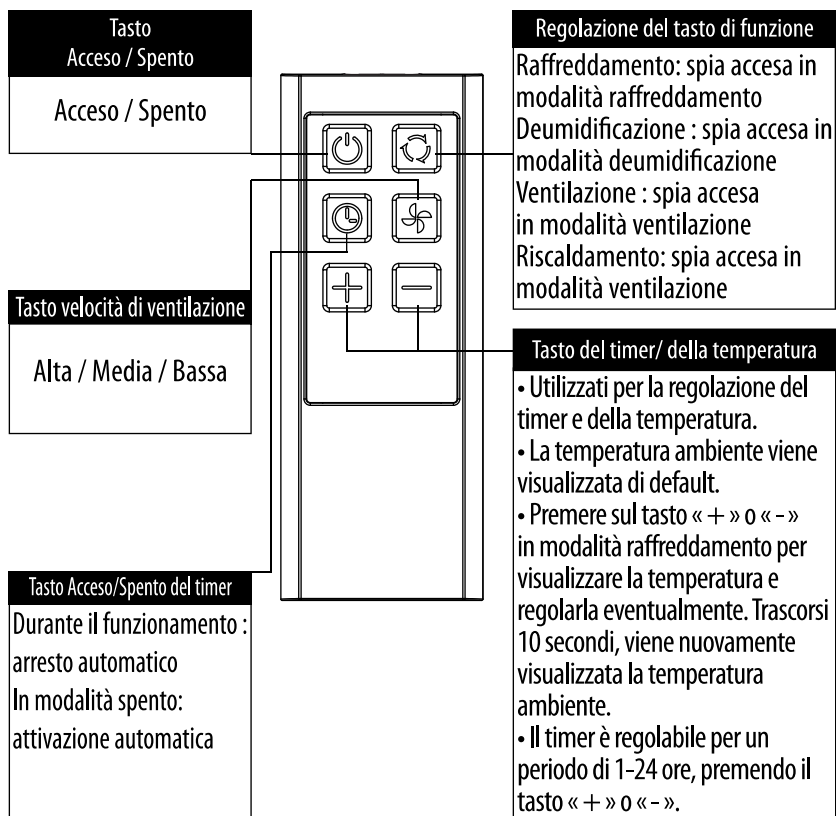 Tasto
Acceso / Spento
Acceso / Spento
Tasto velocità di ventilazione
Alta / Media / Bassa
Tasto Acceso/Spento del timer
Durante il funzionamento :
arresto automatico
In modalità spento:
attivazione automatica
Regolazione del tasto di funzione
Raffreddamento: spia accesa in
modalità raffreddamento
Deumidificazione : spia accesa in
modalità deumidificazione
Ventilazione : spia accesa
in modalità ventilazione
Riscaldamento: spia accesa in
modalità ventilazione
Tasto del timer/ della temperatura
• Utilizzati per la regolazione del
timer e della temperatura.
• La temperatura ambiente viene
visualizzata di default.
• Premere sul tasto « + » o « - »
in modalità raffreddamento per
visualizzare la temperatura e
regolarla eventualmente. Trascorsi
10 secondi, viene nuovamente
visualizzata la temperatura
ambiente.
• Il timer è regolabile per un
periodo di 1-24 ore, premendo il
tasto « + » o « - ».